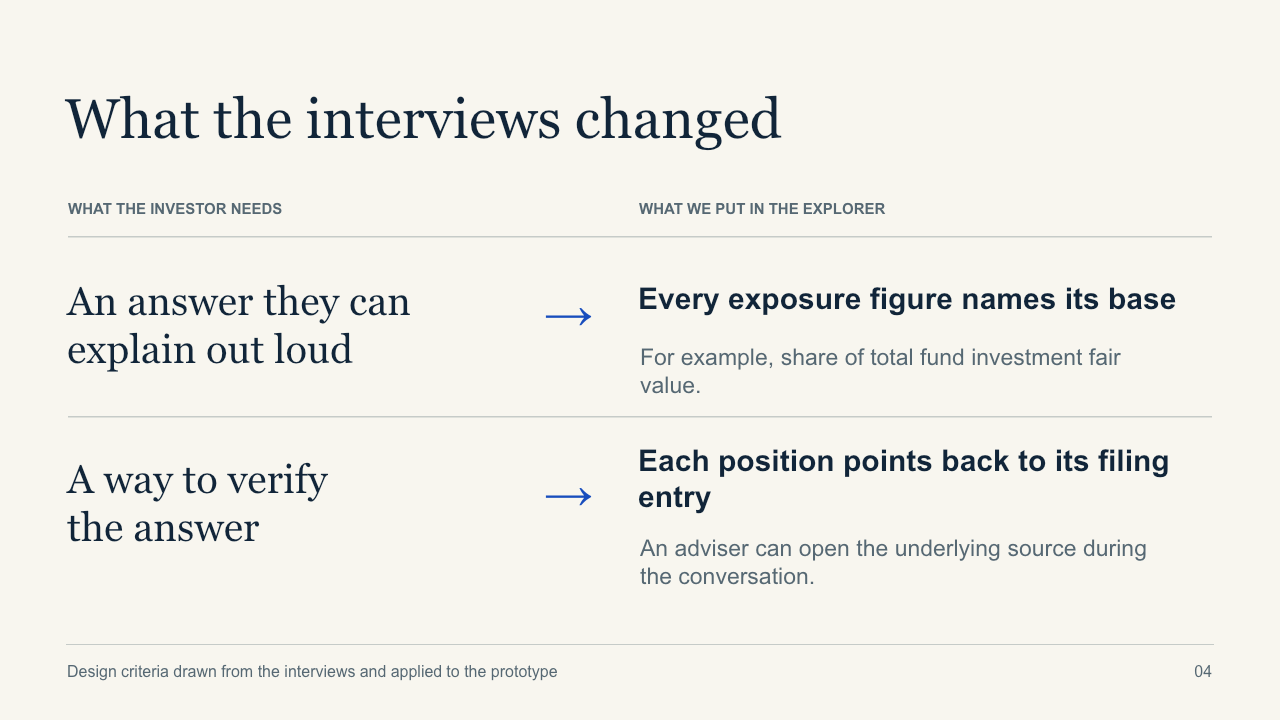 What the interviews changed
WHAT THE INVESTOR NEEDS
WHAT WE PUT IN THE EXPLORER
An answer they can
explain out loud
→
Every exposure figure names its base
For example, share of total fund investment fair
value.
A way to verify
the answer
→
Each position points back to its filing
entry
An adviser can open the underlying source during
the conversation.
Design criteria drawn from the interviews and applied to the prototype
04